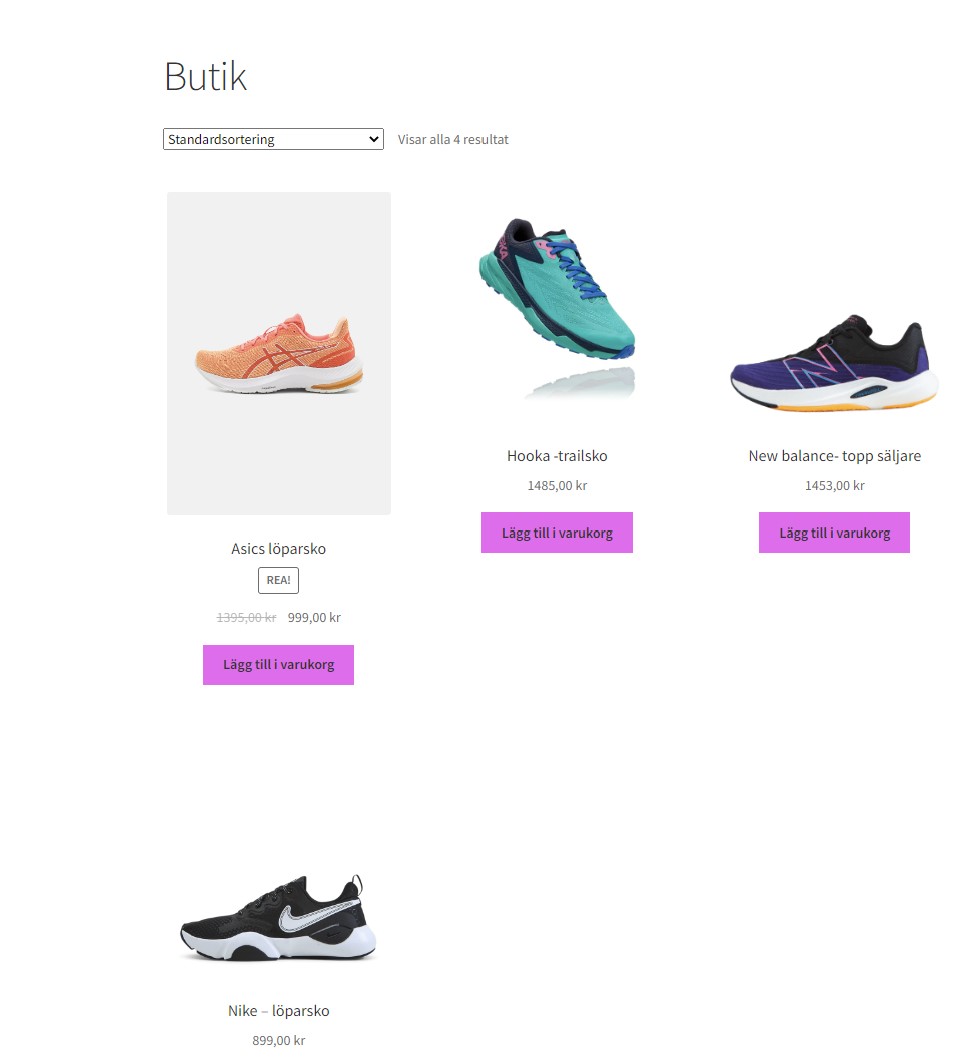 Butik
Standardsortering
Visar alla 4 resultat
Asics löparsko
REA!
1395,00 kr 999,00 kr
Lägg till i varukorg
Hooka -trailsko
1485,00 kr
Lägg till i varukorg
New balance- topp säljare
1453,00 kr
Lägg till i varukorg
Nike – löparsko
899,00 kr